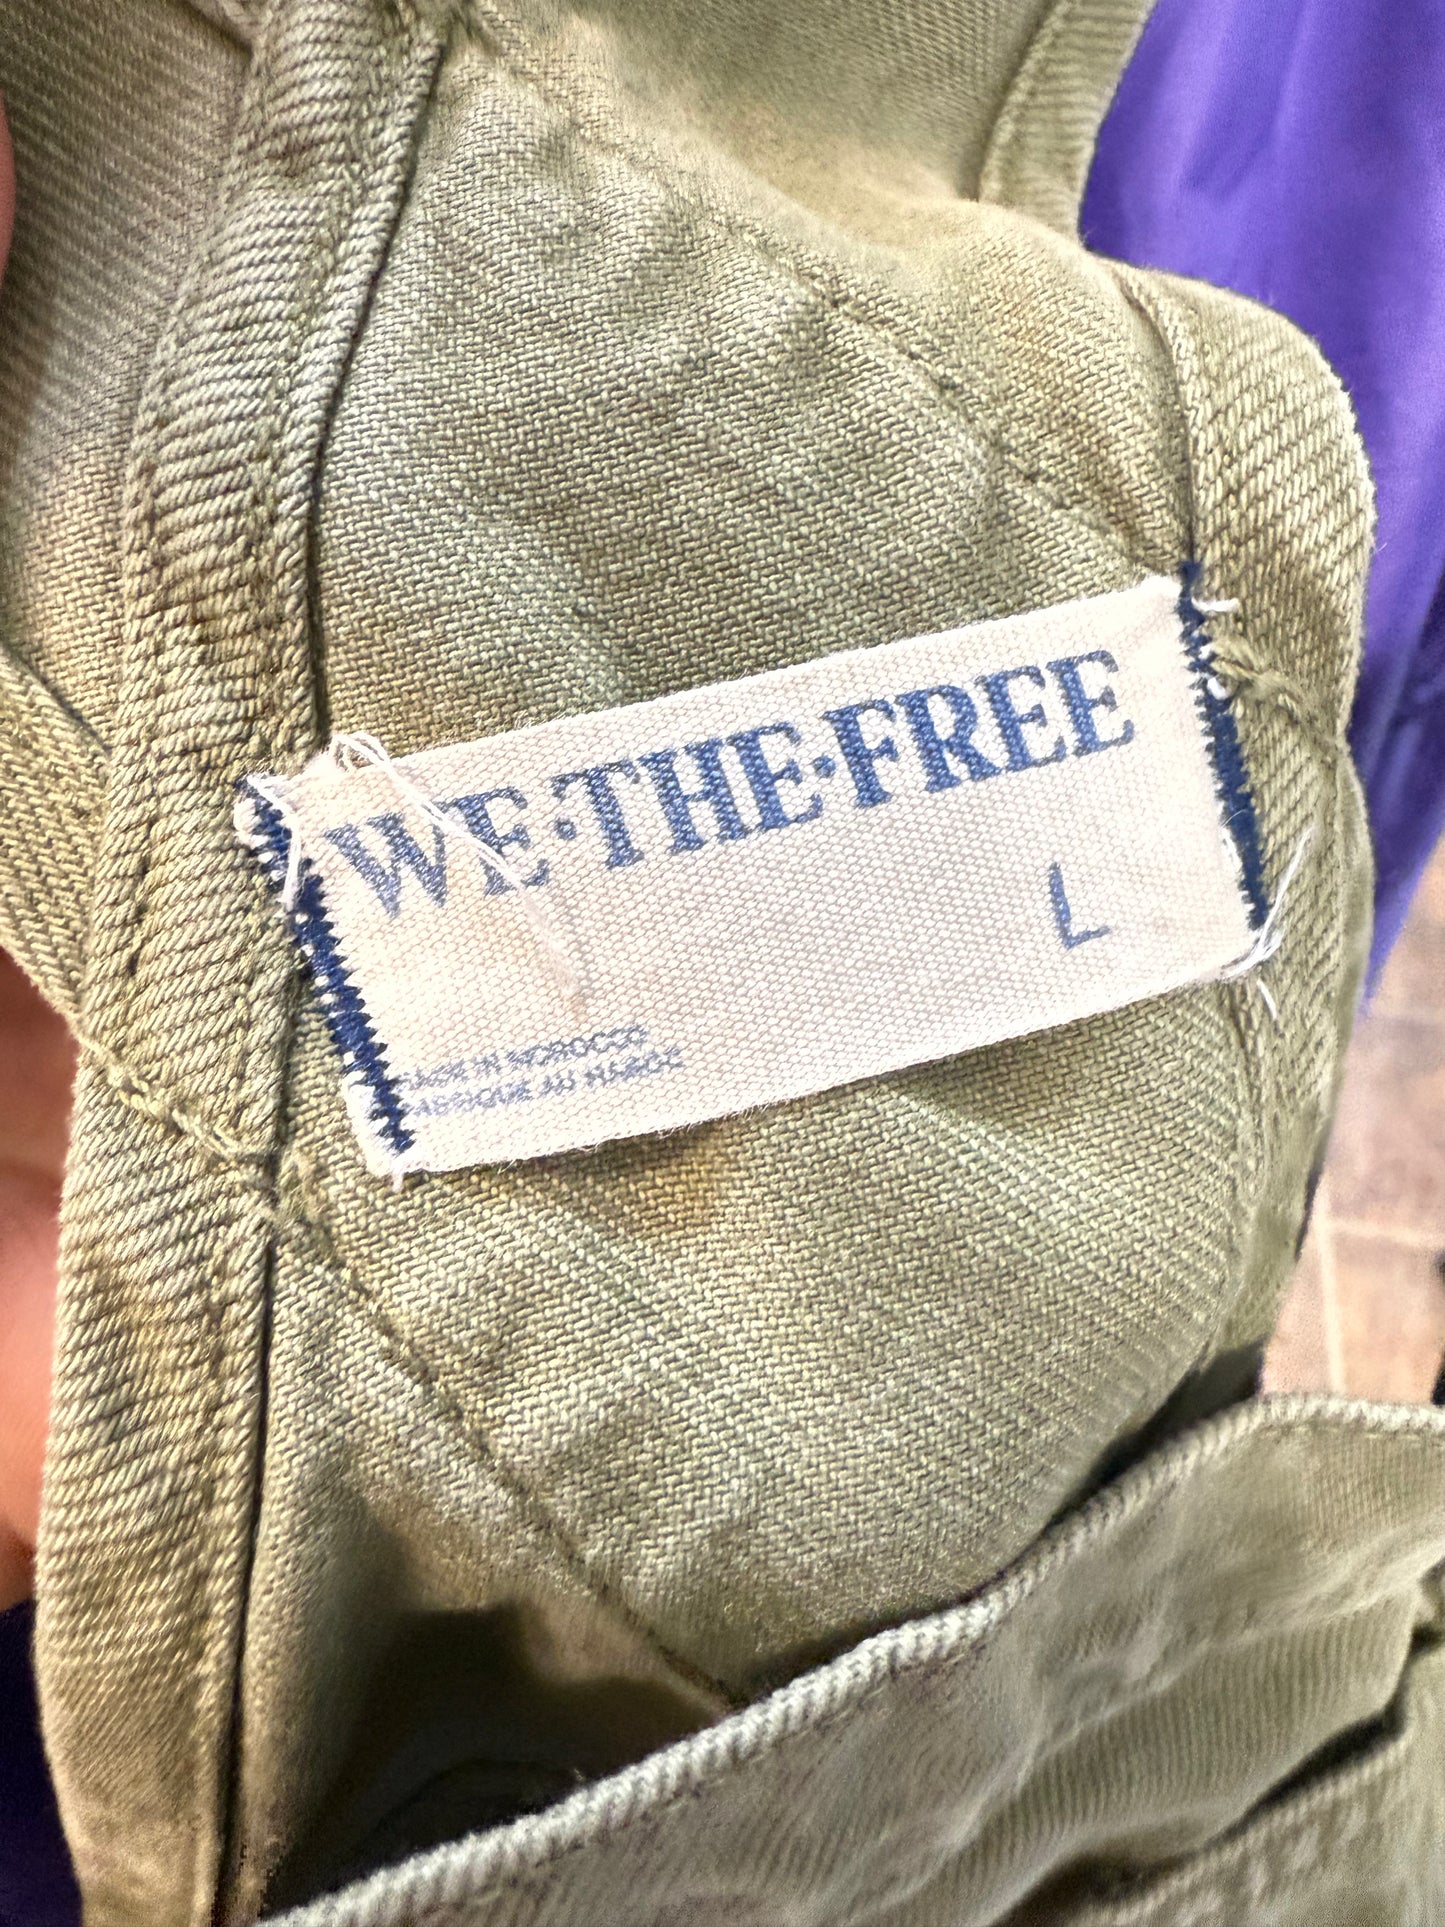 WE·THE·FREE
L
MADE IN MOROCCO
FABRIQUE AU MAROC